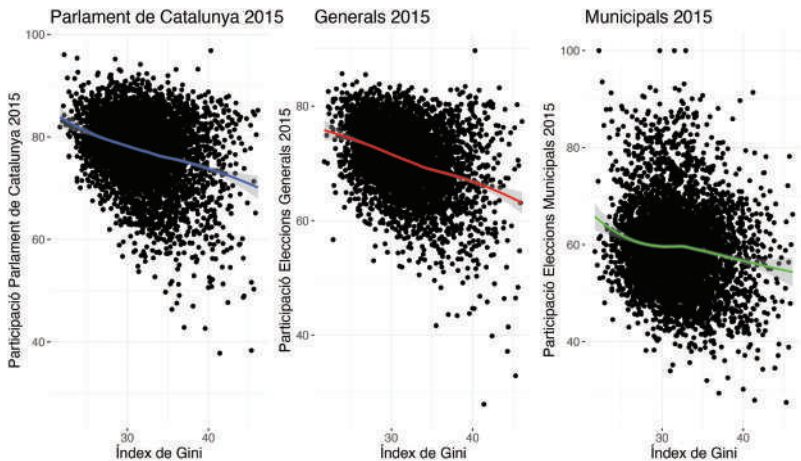 Parlament de Catalunya 2015
Participació Parlament de Catalunya 2015
100
80
60
40
30
40
Índex de Gini
Generals 2015
Participació Eleccions Generals 2015
80
60
40
30
40
Índex de Gini
Municipals 2015
Participació Eleccions Municipals 2015
100
80
60
40
30
40
Índex de Gini